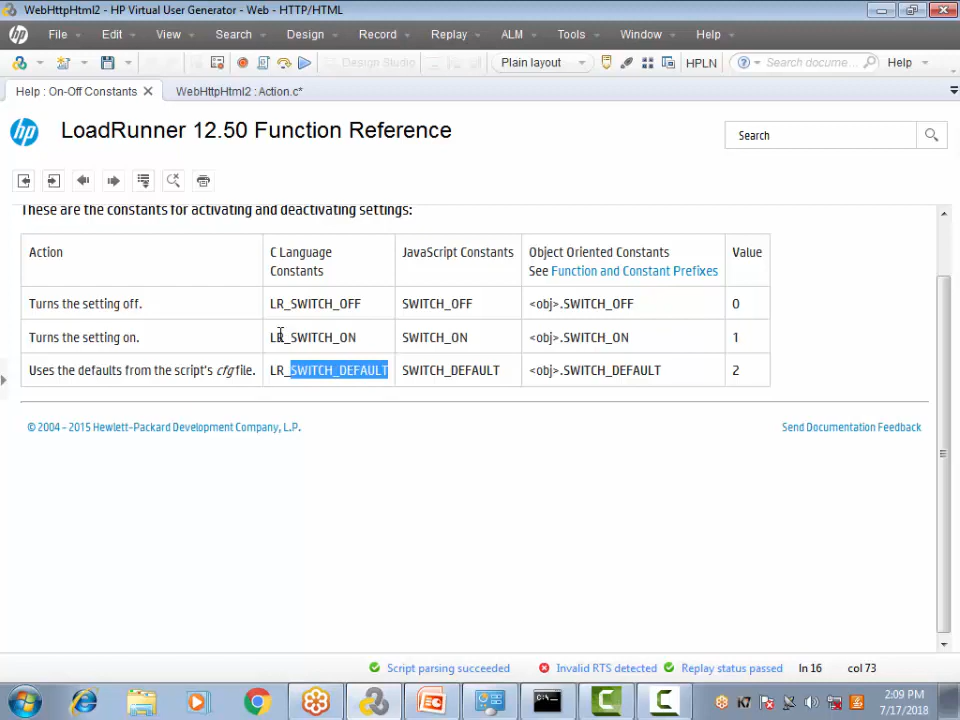 WebHttpHtml2 - HP Virtual User Generator - Web - HTTP/HTML
hp File Edit View Search Design Record Replay ALM Tools Window Help
Design Studio Plain layout HPLN Search docume... Help
Help : On-Off Constants WebHttpHtml2 : Action.c*
hp LoadRunner 12.50 Function Reference
Search
These are the constants for activating and deactivating settings:
Action C Language Constants JavaScript Constants Object Oriented Constants See Function and Constant Prefixes Value
Turns the setting off. LR_SWITCH_OFF SWITCH_OFF <obj>.SWITCH_OFF 0
Turns the setting on. LR_SWITCH_ON SWITCH_ON <obj>.SWITCH_ON 1
Uses the defaults from the script's cfg file. LR_SWITCH_DEFAULT SWITCH_DEFAULT <obj>.SWITCH_DEFAULT 2
© 2004 - 2015 Hewlett-Packard Development Company, L.P. Send Documentation Feedback
Script parsing succeeded Invalid RTS detected Replay status passed ln 16 col 73
2:09 PM
7/17/2018